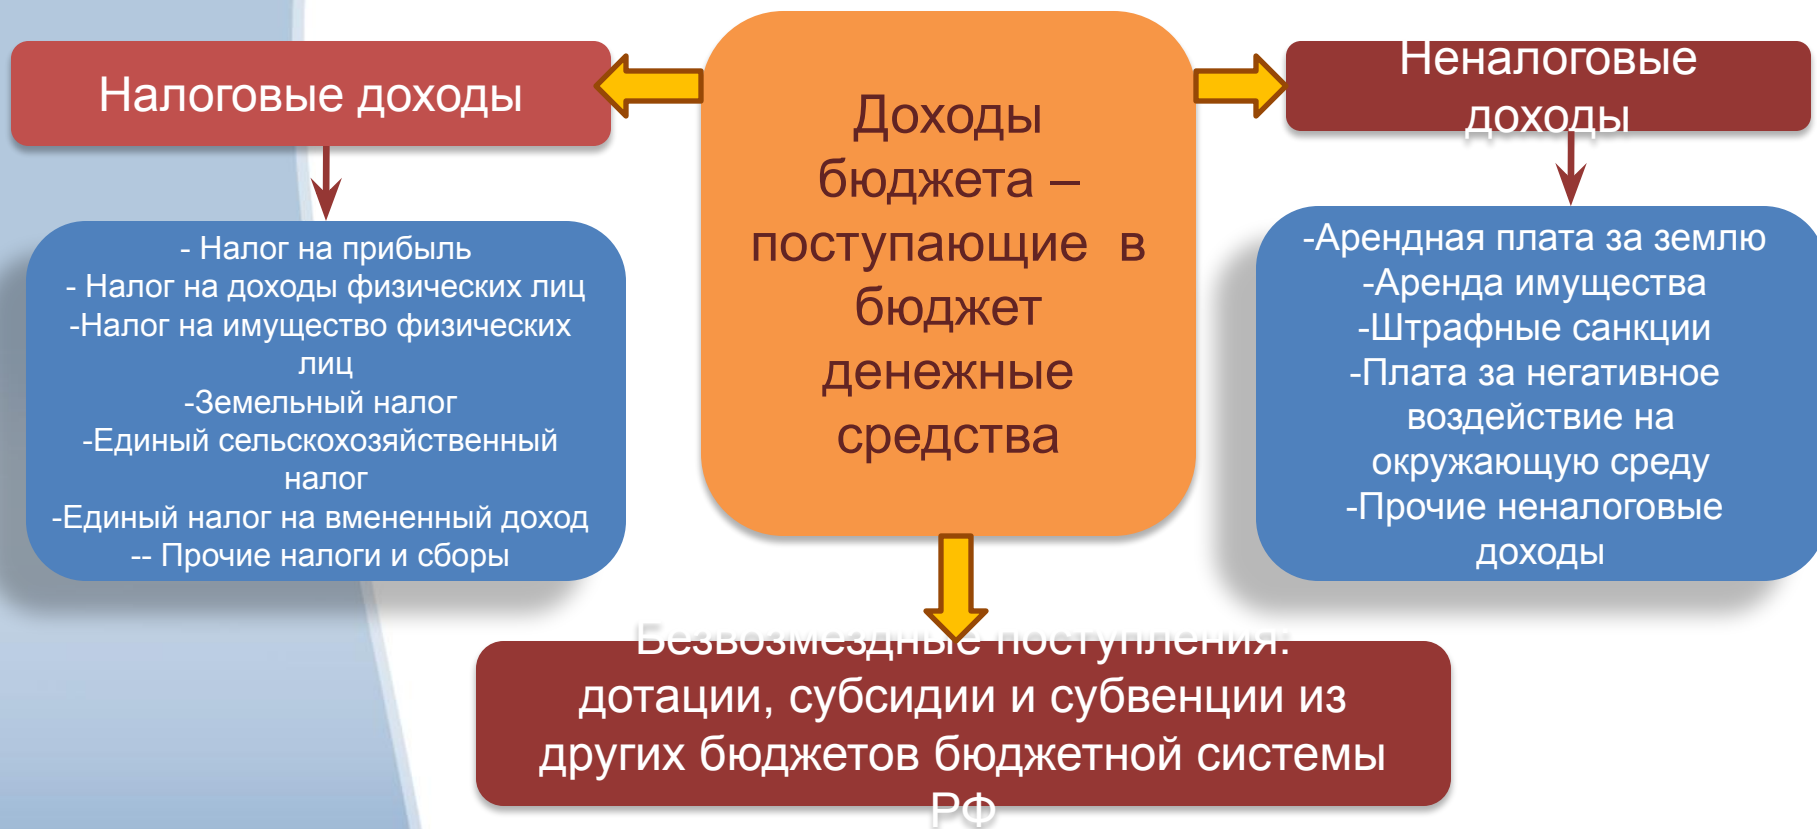 Налоговые доходы
- Налог на прибыль
- Налог на доходы физических лиц
-Налог на имущество физических
лиц
-Земельный налог
-Единый сельскохозяйственный
налог
-Единый налог на вмененный доход
-- Прочие налоги и сборы
Доходы
бюджета –
поступающие в
бюджет
денежные
средства
Неналоговые
доходы
-Арендная плата за землю
-Аренда имущества
-Штрафные санкции
-Плата за негативное
воздействие на
окружающую среду
-Прочие неналоговые
доходы
Безвозмездные поступления:
дотации, субсидии и субвенции из
других бюджетов бюджетной системы
РФ